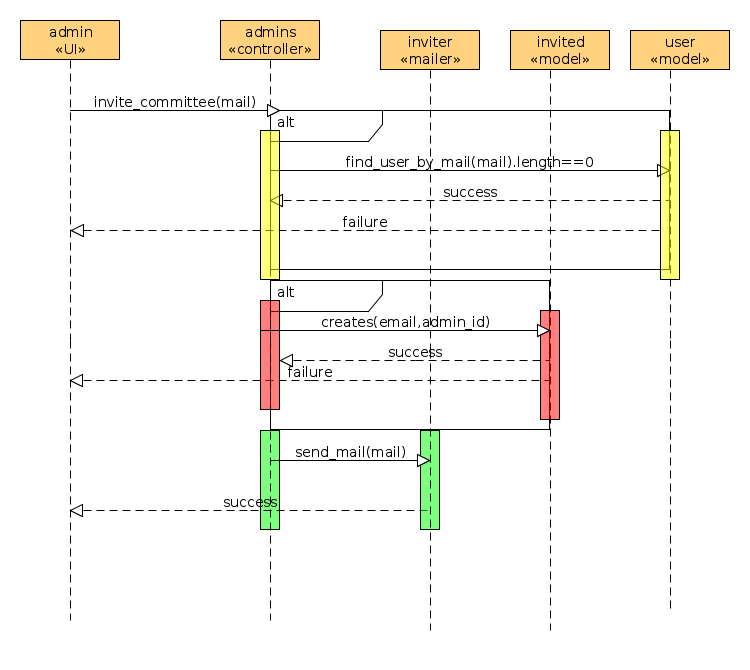 admin
«UI»
admins
«controller»
inviter
«mailer»
invited
«model»
user
«model»
invite_committee(mail)
alt
find_user_by_mail(mail).length==0
success
failure
alt
creates(email,admin_id)
success
failure
send_mail(mail)
success